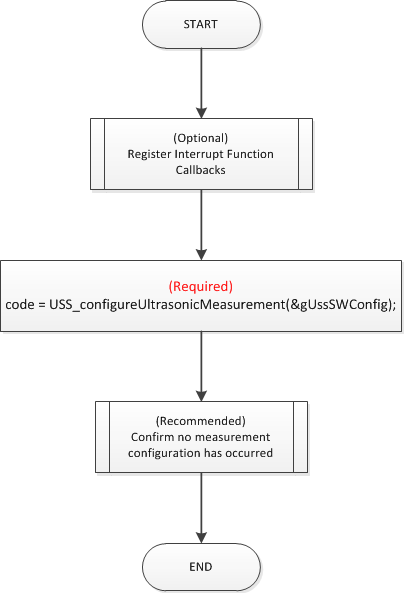 START
(Optional)
Register Interrupt Function
Callbacks
(Required)
code = USS_configureUltrasonicMeasurement(&gUssSWConfig);
(Recommended)
Confirm no measurement
configuration has occurred
END